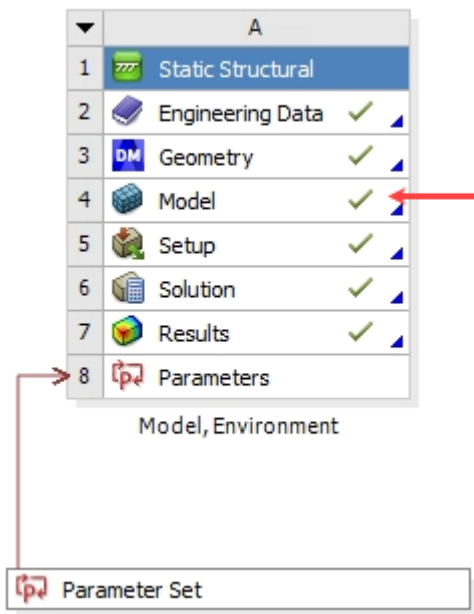 A
1 Static Structural
2 Engineering Data
3 DM Geometry
4 Model
5 Setup
6 Solution
7 Results
8 p Parameters
Model, Environment
p Parameter Set